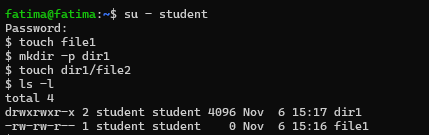 fatima@fatima:~$ su - student
Password:
$ touch file1
$ mkdir -p dir1
$ touch dir1/file2
$ ls -l
total 4
drwxrwxr-x 2 student student 4096 Nov  6 15:17 dir1
-rw-rw-r-- 1 student student    0 Nov  6 15:16 file1